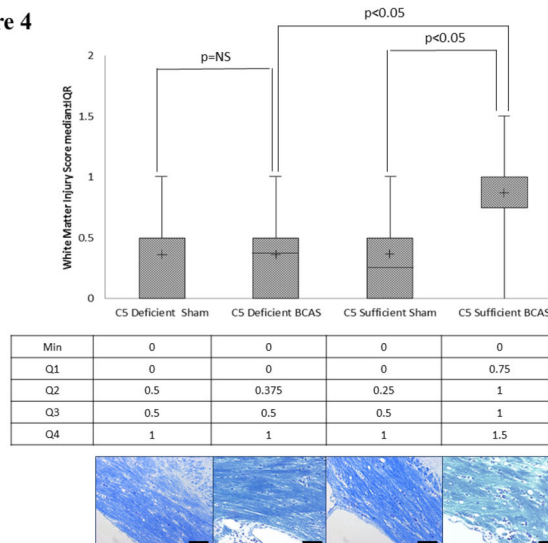 re 4
p<0.05
p<0.05
p=NS
White Matter Injury Score median±IQR
2
1.5
1
0.5
0
C5 Deficient Sham C5 Deficient BCAS C5 Sufficient Sham C5 Sufficient BCAS
Min 0 0 0 0
Q1 0 0 0 0.75
Q2 0.5 0.375 0.25 1
Q3 0.5 0.5 0.5 1
Q4 1 1 1 1.5